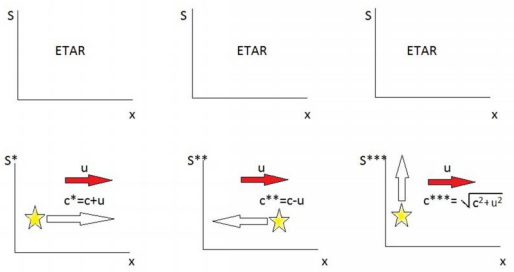 S
ETAR
x
S
ETAR
x
S
ETAR
x
S*
u
c*=c+u
x
S**
u
c**=c-u
x
S***
u
c***= √c²+u²
x